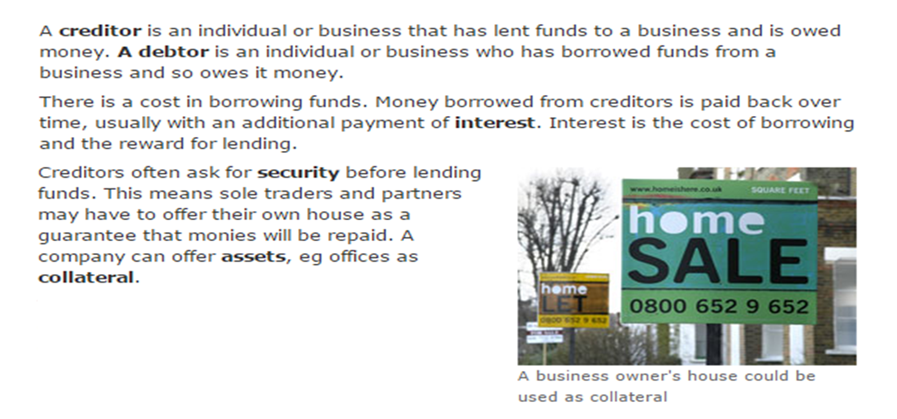 A creditor is an individual or business that has lent funds to a business and is owed
money. A debtor is an individual or business who has borrowed funds from a
business and so owes it money.
There is a cost in borrowing funds. Money borrowed from creditors is paid back over
time, usually with an additional payment of interest. Interest is the cost of borrowing
and the reward for lending.
Creditors often ask for security before lending
funds. This means sole traders and partners
may have to offer their own house as a
guarantee that monies will be repaid. A
company can offer assets, eg offices as
collateral.
www.homeishere.co.uk SQUARE FEET
home
SALE
0800 652 9 652
home
LET
0800 652 9 652
A business owner's house could be
used as collateral